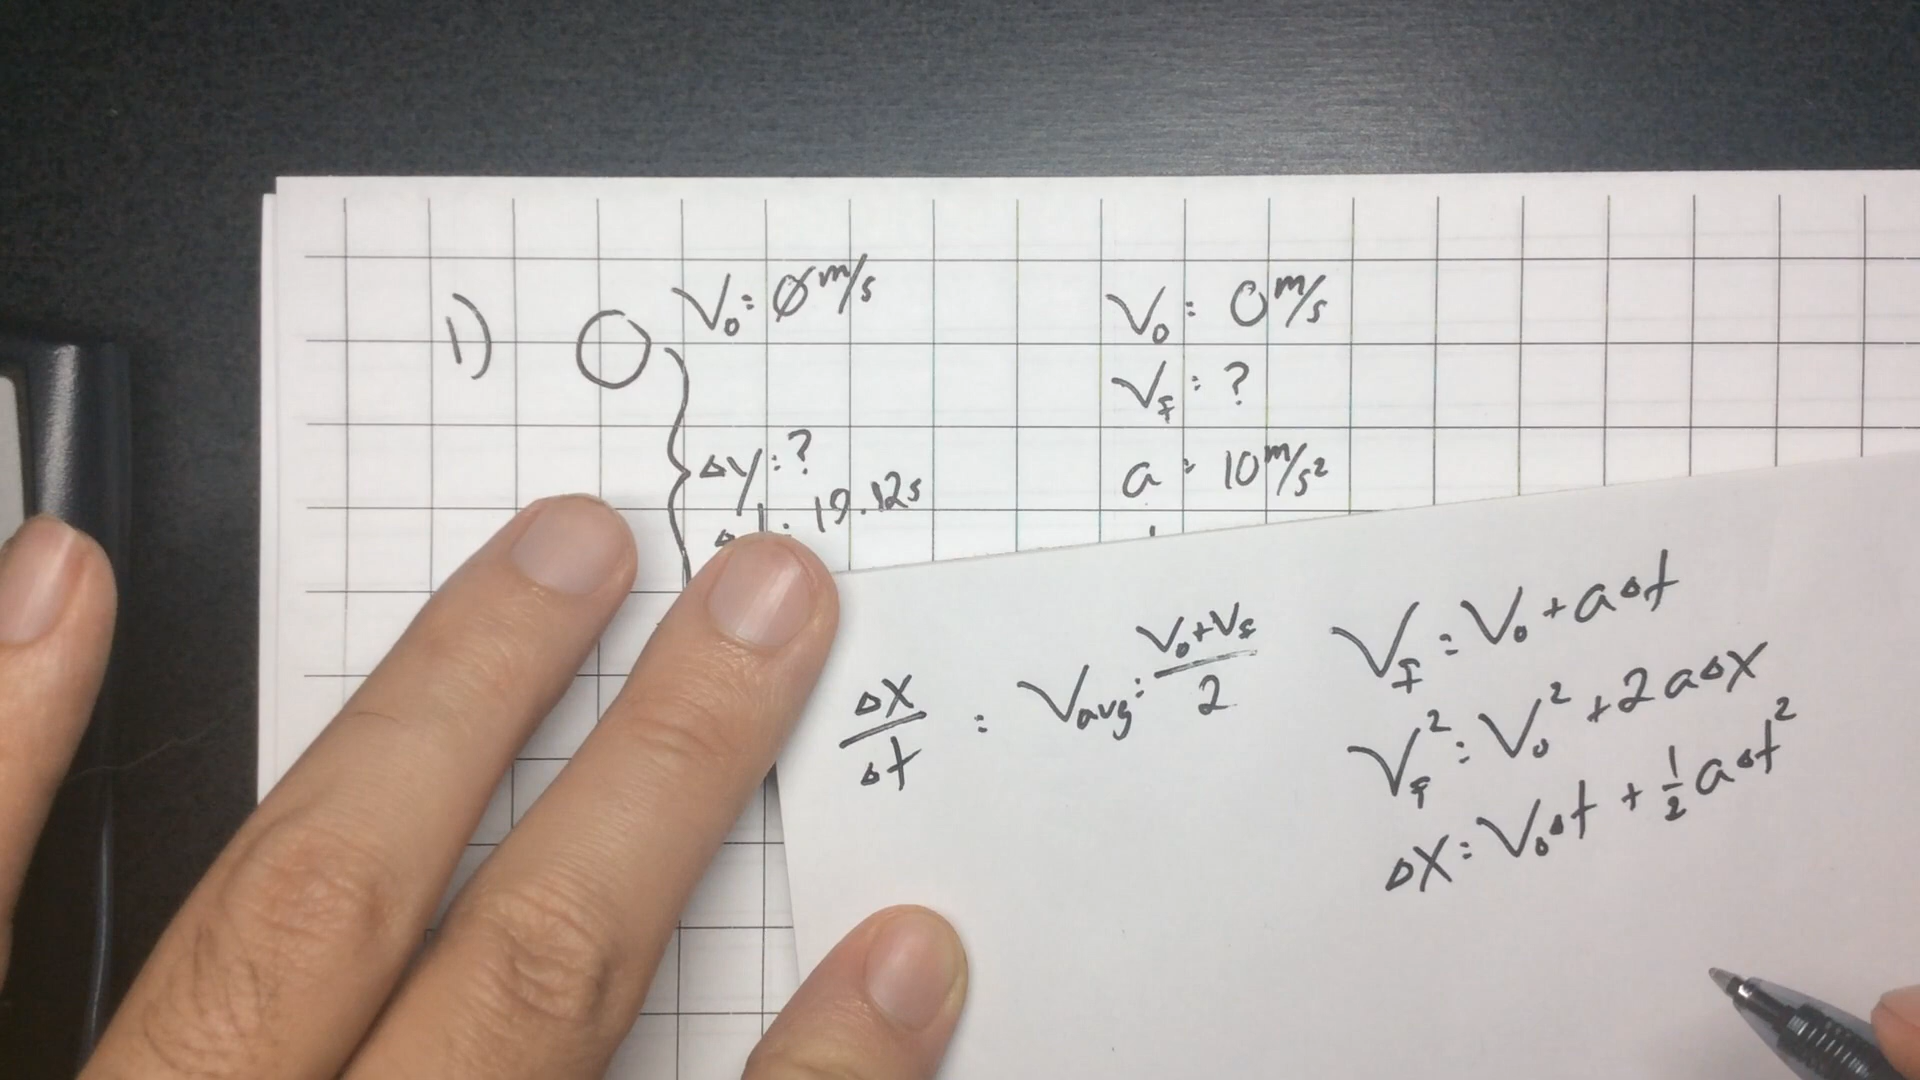 1) V₀: 0 m/s
Δy: ?
Δt: 19.12s
V₀: 0 m/s
V_f: ?
a: 10 m/s²
Δx/Δt : V_avg: (V₀+V_f)/2
V_f: V₀ + aΔt
V_f²: V₀² + 2aΔx
Δx: V₀Δt + ½aΔt²